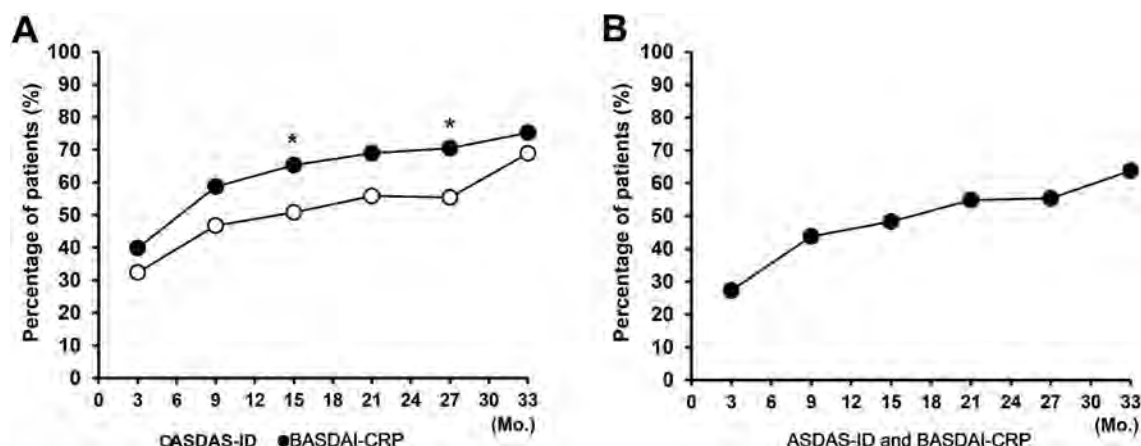 A
Percentage of patients (%)
100
90
80
70
60
50
40
30
20
10
0
* *
0 3 6 9 12 15 18 21 24 27 30 33
(Mo.)
ASDAS-ID BASDAI-CRP
B
Percentage of patients (%)
100
90
80
70
60
50
40
30
20
10
0
0 3 6 9 12 15 18 21 24 27 30 33
(Mo.)
ASDAS-ID and BASDAI-CRP